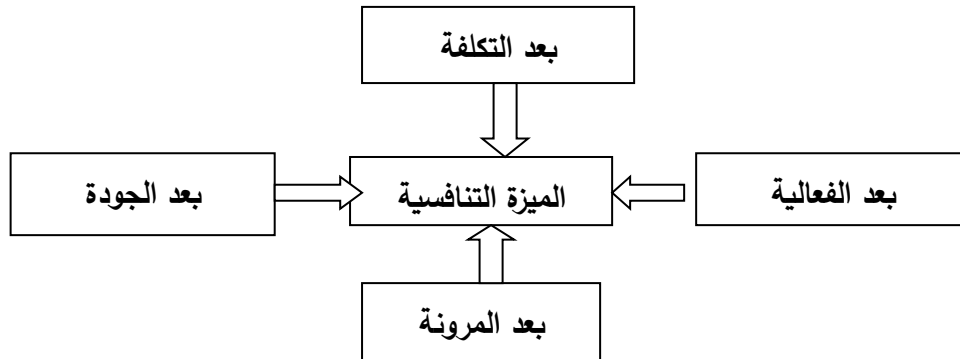 بعد التكلفة
بعد الفعالية
الميزة التنافسية
بعد الجودة
بعد المرونة